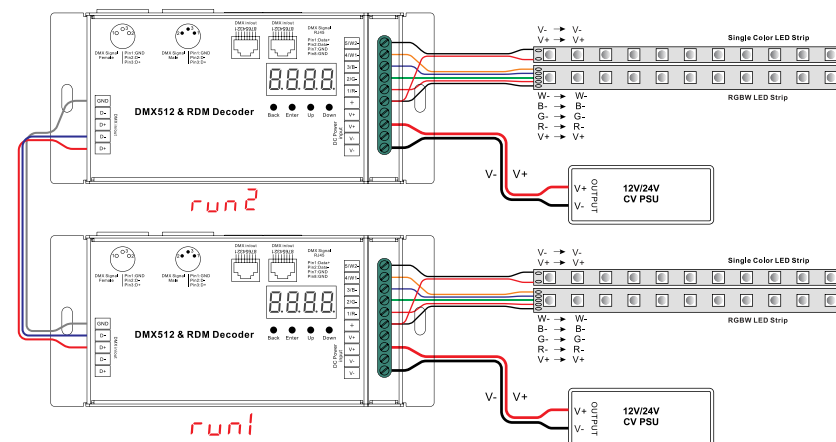 DMX in/out DMX in/out
DMX Signal
RJ45
Pin1:Data+
Pin2:Data-
Pin7:GND
Pin8:GND
DMX Signal Female
Pin1:GND
Pin2:D-
Pin3:D+
DMX Signal Male
Pin1:GND
Pin2:D-
Pin3:D+
8.8.8.8.
DMX512 & RDM Decoder
Back Enter Up Down
GND
D-
D+
D-
D+
DMX in/out
5/W2-
4/W1-
3/B-
2/G-
1/R-
+
V+
V+
V-
V-
DC Power input
V- → V-
V+ → V+
Single Color LED Strip
W- → W-
B- → B-
G- → G-
R- → R-
V+ → V+
RGBW LED Strip
V- V+
V+
V-
OUTPUT
12V/24V
CV PSU
run2
DMX in/out DMX in/out
DMX Signal
RJ45
Pin1:Data+
Pin2:Data-
Pin7:GND
Pin8:GND
DMX Signal Female
Pin1:GND
Pin2:D-
Pin3:D+
DMX Signal Male
Pin1:GND
Pin2:D-
Pin3:D+
8.8.8.8.
DMX512 & RDM Decoder
Back Enter Up Down
GND
D-
D+
D-
D+
DMX in/out
5/W2-
4/W1-
3/B-
2/G-
1/R-
+
V+
V+
V-
V-
DC Power input
V- → V-
V+ → V+
Single Color LED Strip
W- → W-
B- → B-
G- → G-
R- → R-
V+ → V+
RGBW LED Strip
V- V+
V+
V-
OUTPUT
12V/24V
CV PSU
run1